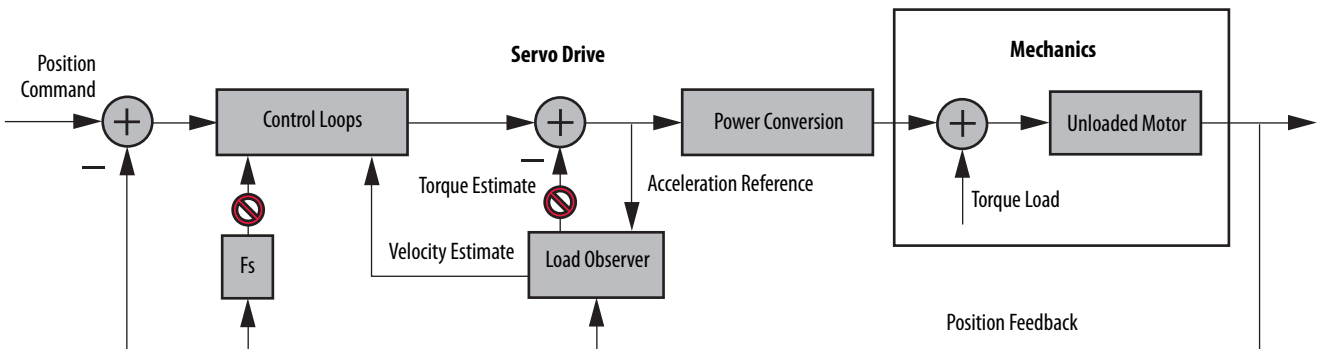 Servo Drive
Mechanics
Position
Command
+
Control Loops
+
Power Conversion
+
Unloaded Motor
−
−
Torque Estimate
Acceleration Reference
Torque Load
Velocity Estimate
Fs
Load Observer
Position Feedback